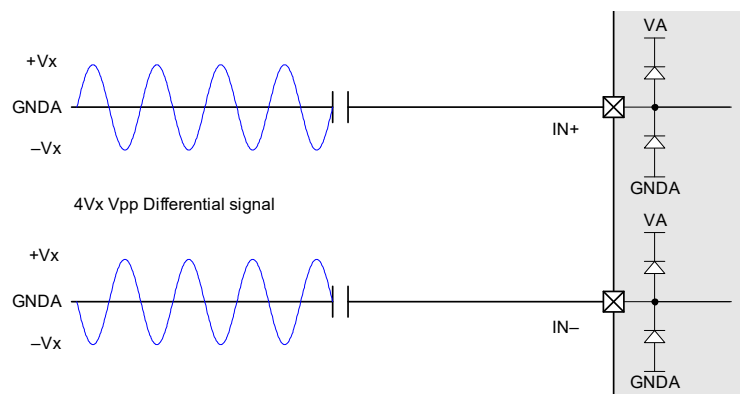 VA
+Vx
GNDA
–Vx
IN+
GNDA
4Vx Vpp Differential signal
VA
+Vx
GNDA
–Vx
IN–
GNDA